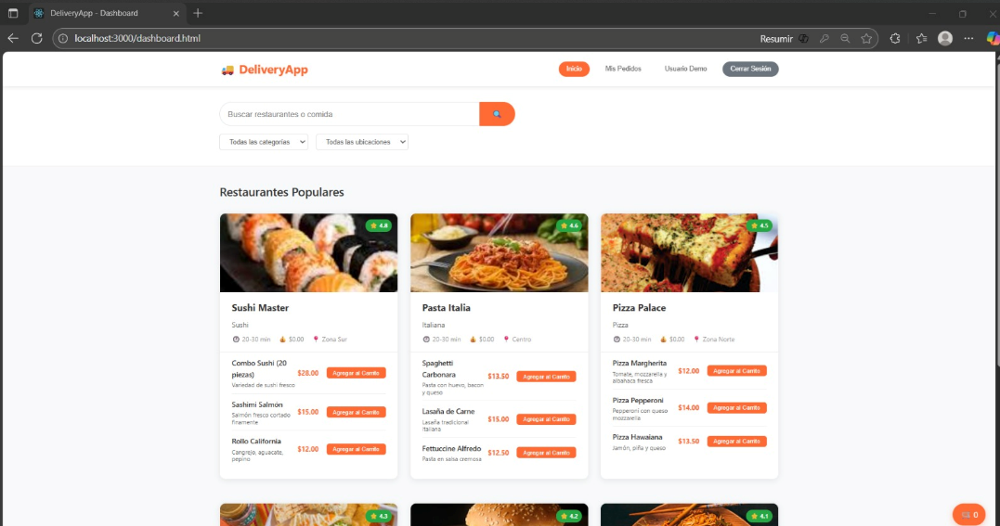 DeliveryApp - Dashboard
localhost:3000/dashboard.html
Resumir
DeliveryApp
Inicio
Mis Pedidos
Usuario Demo
Cerrar Sesión
Buscar restaurantes o comida
Todas las categorías
Todas las ubicaciones
Restaurantes Populares
4.8
Sushi Master
Sushi
20-30 min $0.00 Zona Sur
Combo Sushi (20
piezas)
Variedad de sushi fresco
$28.00
Agregar al Carrito
Sashimi Salmón
Salmón fresco cortado
finamente
$15.00
Agregar al Carrito
Rollo California
Cangrejo, aguacate,
pepino
$12.00
Agregar al Carrito
4.6
Pasta Italia
Italiana
20-30 min $0.00 Centro
Spaghetti
Carbonara
Pasta con huevo, bacon
y queso
$13.50
Agregar al Carrito
Lasaña de Carne
Lasaña tradicional
italiana
$15.00
Agregar al Carrito
Fettuccine Alfredo
Pasta en salsa cremosa
$12.50
Agregar al Carrito
4.5
Pizza Palace
Pizza
20-30 min $0.00 Zona Norte
Pizza Margherita
Tomate, mozzarella y
albahaca fresca
$12.00
Agregar al Carrito
Pizza Pepperoni
Pepperoni con queso
mozzarella
$14.00
Agregar al Carrito
Pizza Hawaiana
Jamón, piña y queso
$13.50
Agregar al Carrito
4.3
4.2
4.1
0